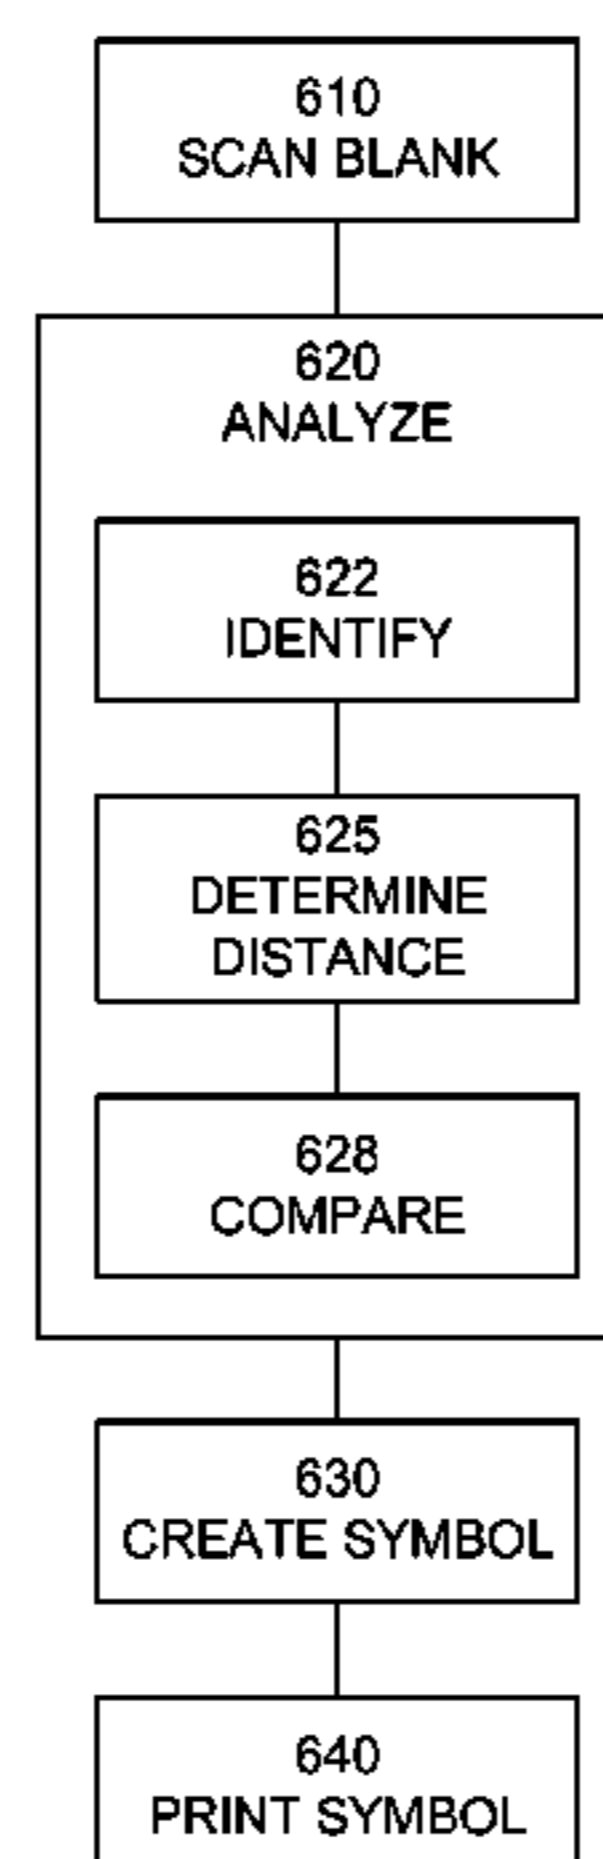 610
SCAN BLANK
620
ANALYZE
622
IDENTIFY
625
DETERMINE
DISTANCE
628
COMPARE
630
CREATE SYMBOL
640
PRINT SYMBOL